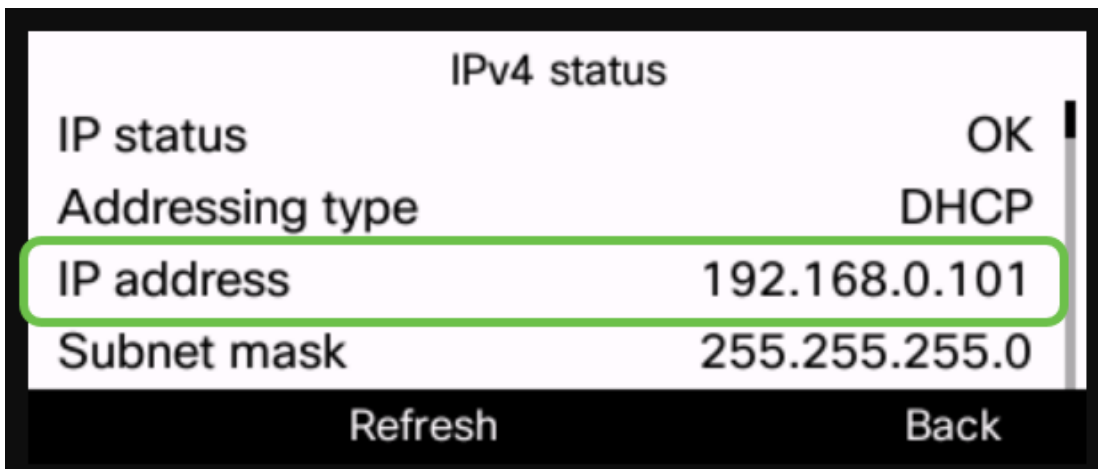 IPv4 status
IP status OK
Addressing type DHCP
IP address 192.168.0.101
Subnet mask 255.255.255.0
Refresh Back